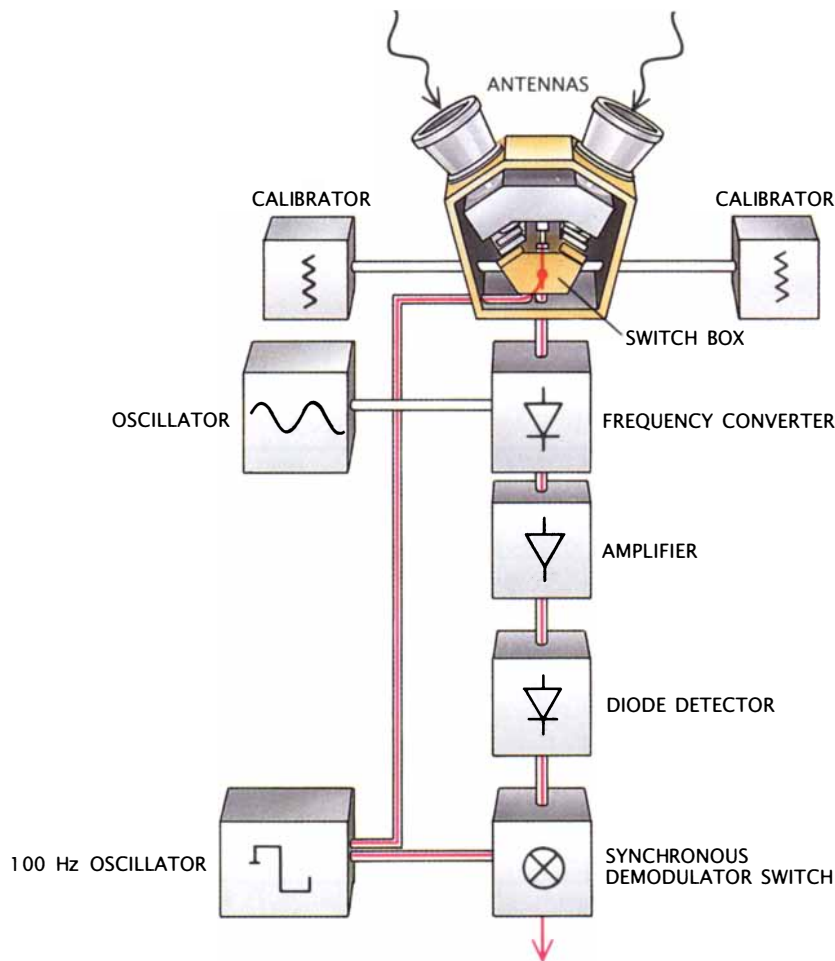 ANTENNAS
CALIBRATOR
CALIBRATOR
SWITCH BOX
OSCILLATOR
FREQUENCY CONVERTER
AMPLIFIER
DIODE DETECTOR
100 Hz OSCILLATOR
SYNCHRONOUS
DEMODULATOR SWITCH